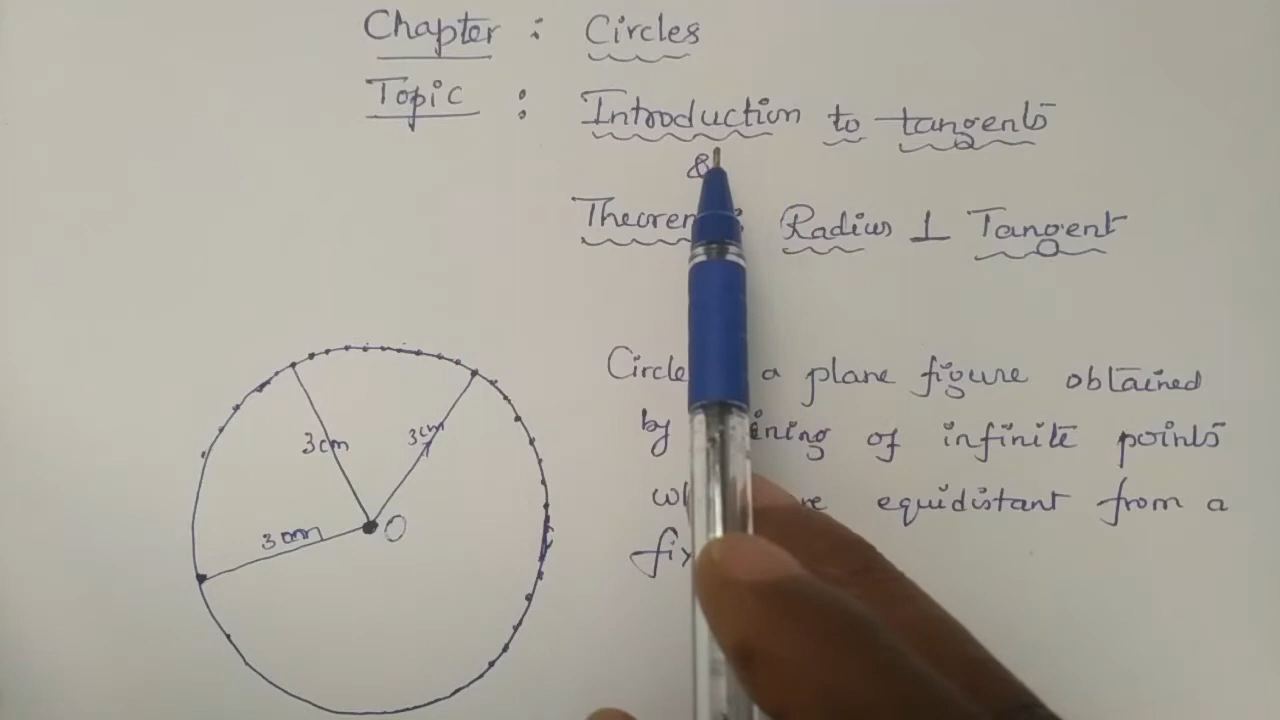 Chapter : Circles
Topic : Introduction to tangents
&
Theorem : Radius ⊥ Tangent
Circle a plane figure obtained
by of infinite points
equidistant from a
3cm
3cm
3cm
O